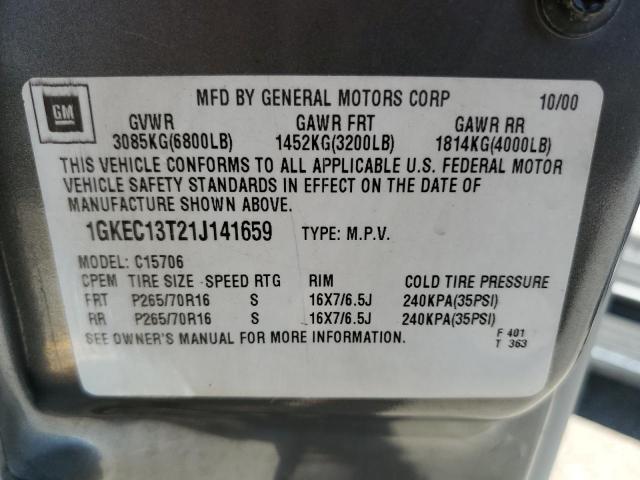 GM
MFD BY GENERAL MOTORS CORP 10/00
GVWR GAWR FRT GAWR RR
3085KG(6800LB) 1452KG(3200LB) 1814KG(4000LB)
THIS VEHICLE CONFORMS TO ALL APPLICABLE U.S. FEDERAL MOTOR
VEHICLE SAFETY STANDARDS IN EFFECT ON THE DATE OF
MANUFACTURE SHOWN ABOVE.
1GKEC13T21J141659 TYPE: M.P.V.
MODEL: C15706
CPEM TIRE SIZE SPEED RTG RIM COLD TIRE PRESSURE
FRT P265/70R16 S 16X7/6.5J 240KPA(35PSI)
RR P265/70R16 S 16X7/6.5J 240KPA(35PSI)
SEE OWNER'S MANUAL FOR MORE INFORMATION.
F 401
T 363